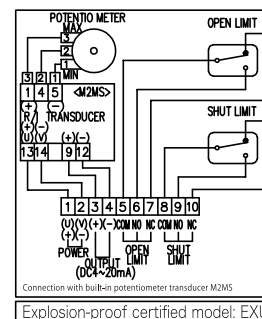 POTENTIO METER
MAX
3
2
1
MIN
OPEN LIMIT
3 2 1
1 4 5 <M2MS>
(+) (-)
R/I TRANSDUCER
(+)(-)
(U)(V) (+)(-)
13 14 9 12
SHUT LIMIT
1 2 3 4 5 6 7 8 9 10
(U)(V)(+)(-)COM NO NC COM NO NC
(+)(-)
POWER
OUTPUT
(DC4~20mA)
OPEN
LIMIT
SHUT
LIMIT
Connection with built-in potentiometer transducer M2MS
Explosion-proof certified model: EXU